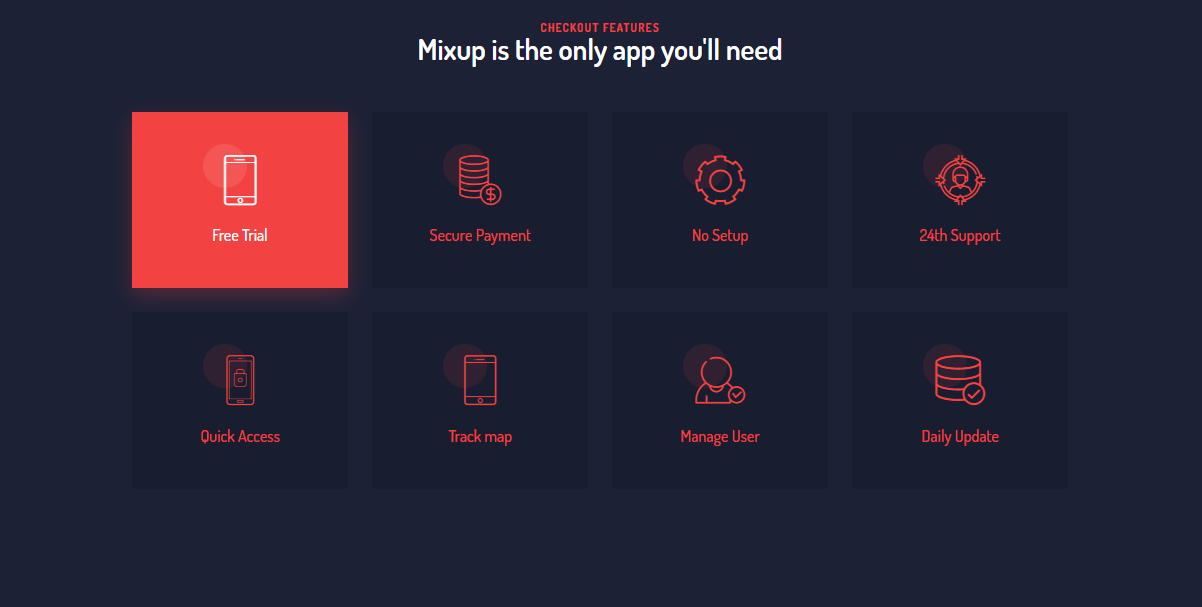 CHECKOUT FEATURES
Mixup is the only app you'll need
Free Trial
Secure Payment
No Setup
24th Support
Quick Access
Track map
Manage User
Daily Update